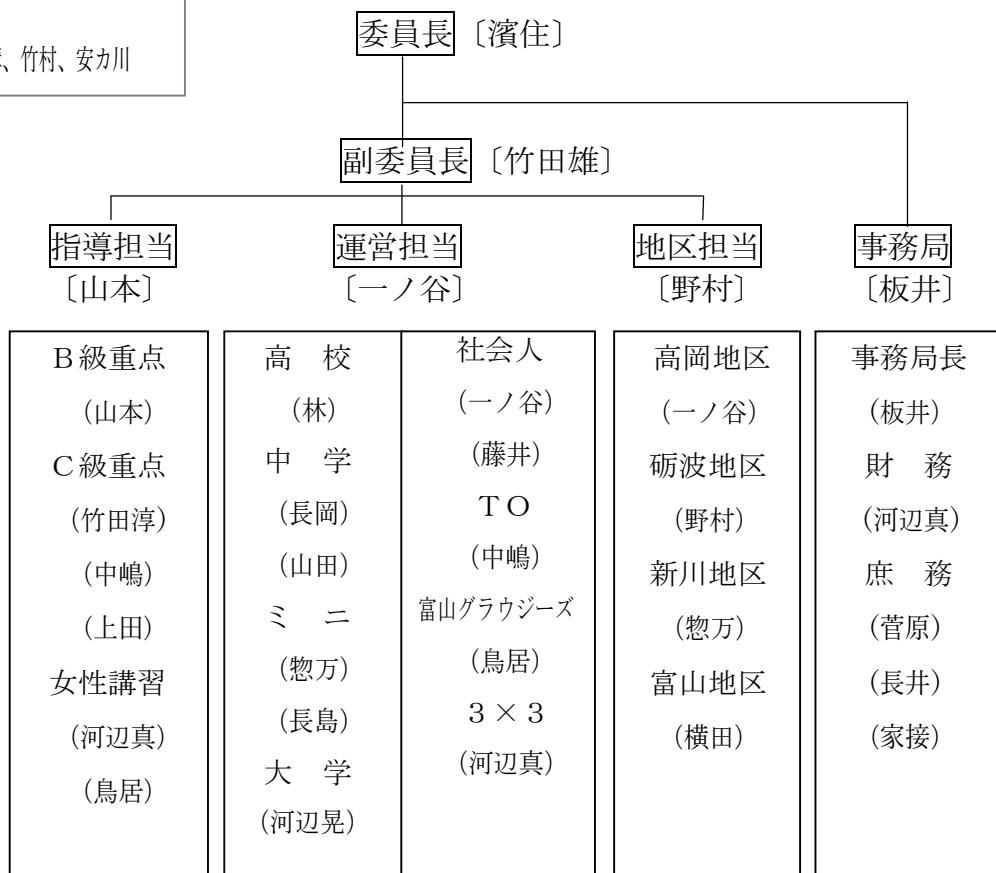 、竹村、安カ川
委員長〔濱住〕
副委員長〔竹田雄〕
指導担当
〔山本〕
運営担当
〔一ノ谷〕
地区担当
〔野村〕
事務局
〔板井〕
Ｂ級重点
(山本)
Ｃ級重点
(竹田淳)
(中嶋)
(上田)
女性講習
(河辺真)
(鳥居)
高　校
(林)
中　学
(長岡)
(山田)
ミ　ニ
(惣万)
(長島)
大　学
(河辺晃)
社会人
(一ノ谷)
(藤井)
ＴＯ
(中嶋)
富山グラウジーズ
(鳥居)
３×３
(河辺真)
高岡地区
(一ノ谷)
砺波地区
(野村)
新川地区
(惣万)
富山地区
(横田)
事務局長
(板井)
財　務
(河辺真)
庶　務
(菅原)
(長井)
(家接)